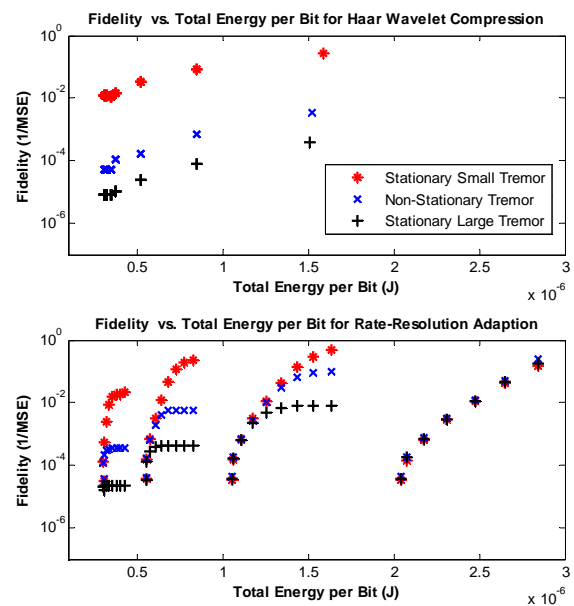 Fidelity  vs. Total Energy per Bit for Haar Wavelet Compression
10^0
10^-2
10^-4
10^-6
Fidelity (1/MSE)
Stationary Small Tremor
Non-Stationary Tremor
Stationary Large Tremor
0.5 1 1.5 2 2.5 3
Total Energy per Bit (J)
x 10^-6
Fidelity  vs. Total Energy per Bit for Rate-Resolution Adaption
10^0
10^-2
10^-4
10^-6
Fidelity (1/MSE)
0.5 1 1.5 2 2.5 3
Total Energy per Bit (J)
x 10^-6